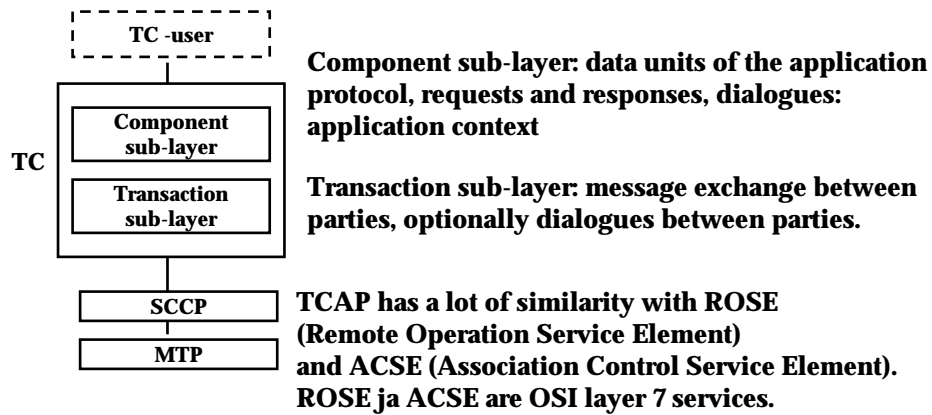 TC -user
Component sub-layer: data units of the application
protocol, requests and responses, dialogues:
application context
Component
sub-layer
TC
Transaction
sub-layer
Transaction sub-layer: message exchange between
parties, optionally dialogues between parties.
SCCP
MTP
TCAP has a lot of similarity with ROSE
(Remote Operation Service Element)
and ACSE (Association Control Service Element).
ROSE ja ACSE are OSI layer 7 services.